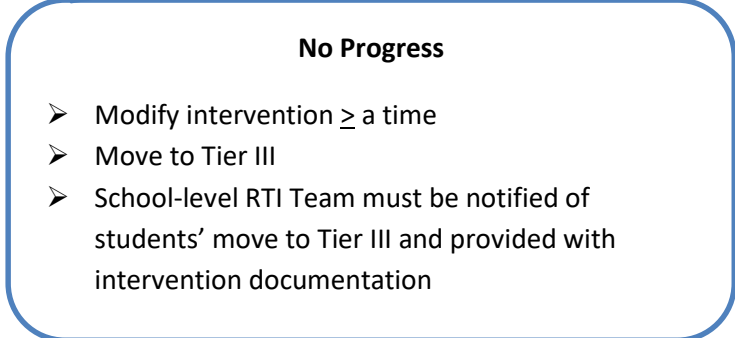 No Progress
➢ Modify intervention ≥ a time
➢ Move to Tier III
➢ School-level RTI Team must be notified of
students’ move to Tier III and provided with
intervention documentation